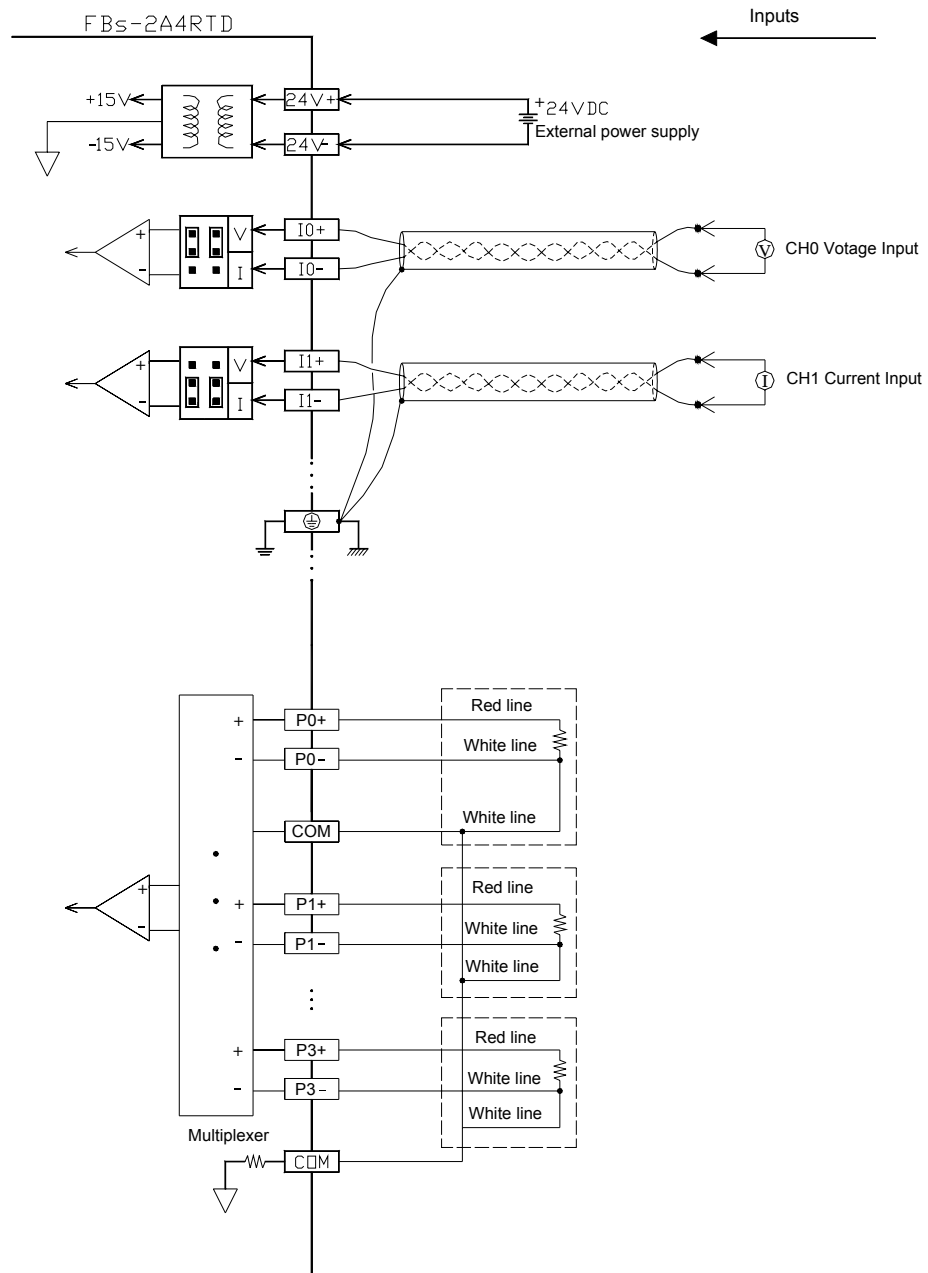 FBs-2A4RTD
Inputs
+15V
24V+
+24VDC
External power supply
-15V
24V-
+
V
I0+
-
I
I0-
V
CH0 Votage Input
+
V
I1+
-
I
I1-
I
CH1 Current Input
+
P0+
Red line
-
P0-
White line
COM
White line
+
-
+
P1+
Red line
-
P1-
White line
White line
+
P3+
Red line
-
P3-
White line
White line
Multiplexer
COM